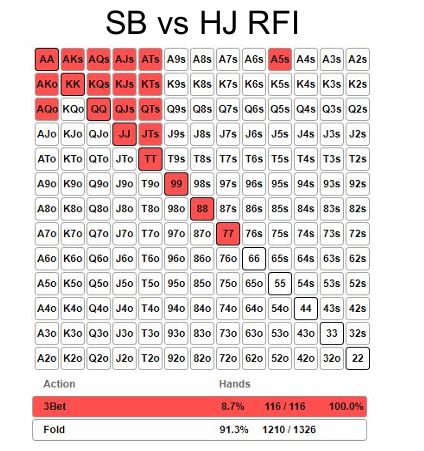 SB vs HJ RFI
AA AKs AQs AJs ATs A9s A8s A7s A6s A5s A4s A3s A2s
AKo KK KQs KJs KTs K9s K8s K7s K6s K5s K4s K3s K2s
AQo KQo QQ QJs QTs Q9s Q8s Q7s Q6s Q5s Q4s Q3s Q2s
AJo KJo QJo JJ JTs J9s J8s J7s J6s J5s J4s J3s J2s
ATo KTo QTo JTo TT T9s T8s T7s T6s T5s T4s T3s T2s
A9o K9o Q9o J9o T9o 99 98s 97s 96s 95s 94s 93s 92s
A8o K8o Q8o J8o T8o 98o 88 87s 86s 85s 84s 83s 82s
A7o K7o Q7o J7o T7o 97o 87o 77 76s 75s 74s 73s 72s
A6o K6o Q6o J6o T6o 96o 86o 76o 66 65s 64s 63s 62s
A5o K5o Q5o J5o T5o 95o 85o 75o 65o 55 54s 53s 52s
A4o K4o Q4o J4o T4o 94o 84o 74o 64o 54o 44 43s 42s
A3o K3o Q3o J3o T3o 93o 83o 73o 63o 53o 43o 33 32s
A2o K2o Q2o J2o T2o 92o 82o 72o 62o 52o 42o 32o 22
Action Hands
3Bet 8.7% 116 / 116 100.0%
Fold 91.3% 1210 / 1326